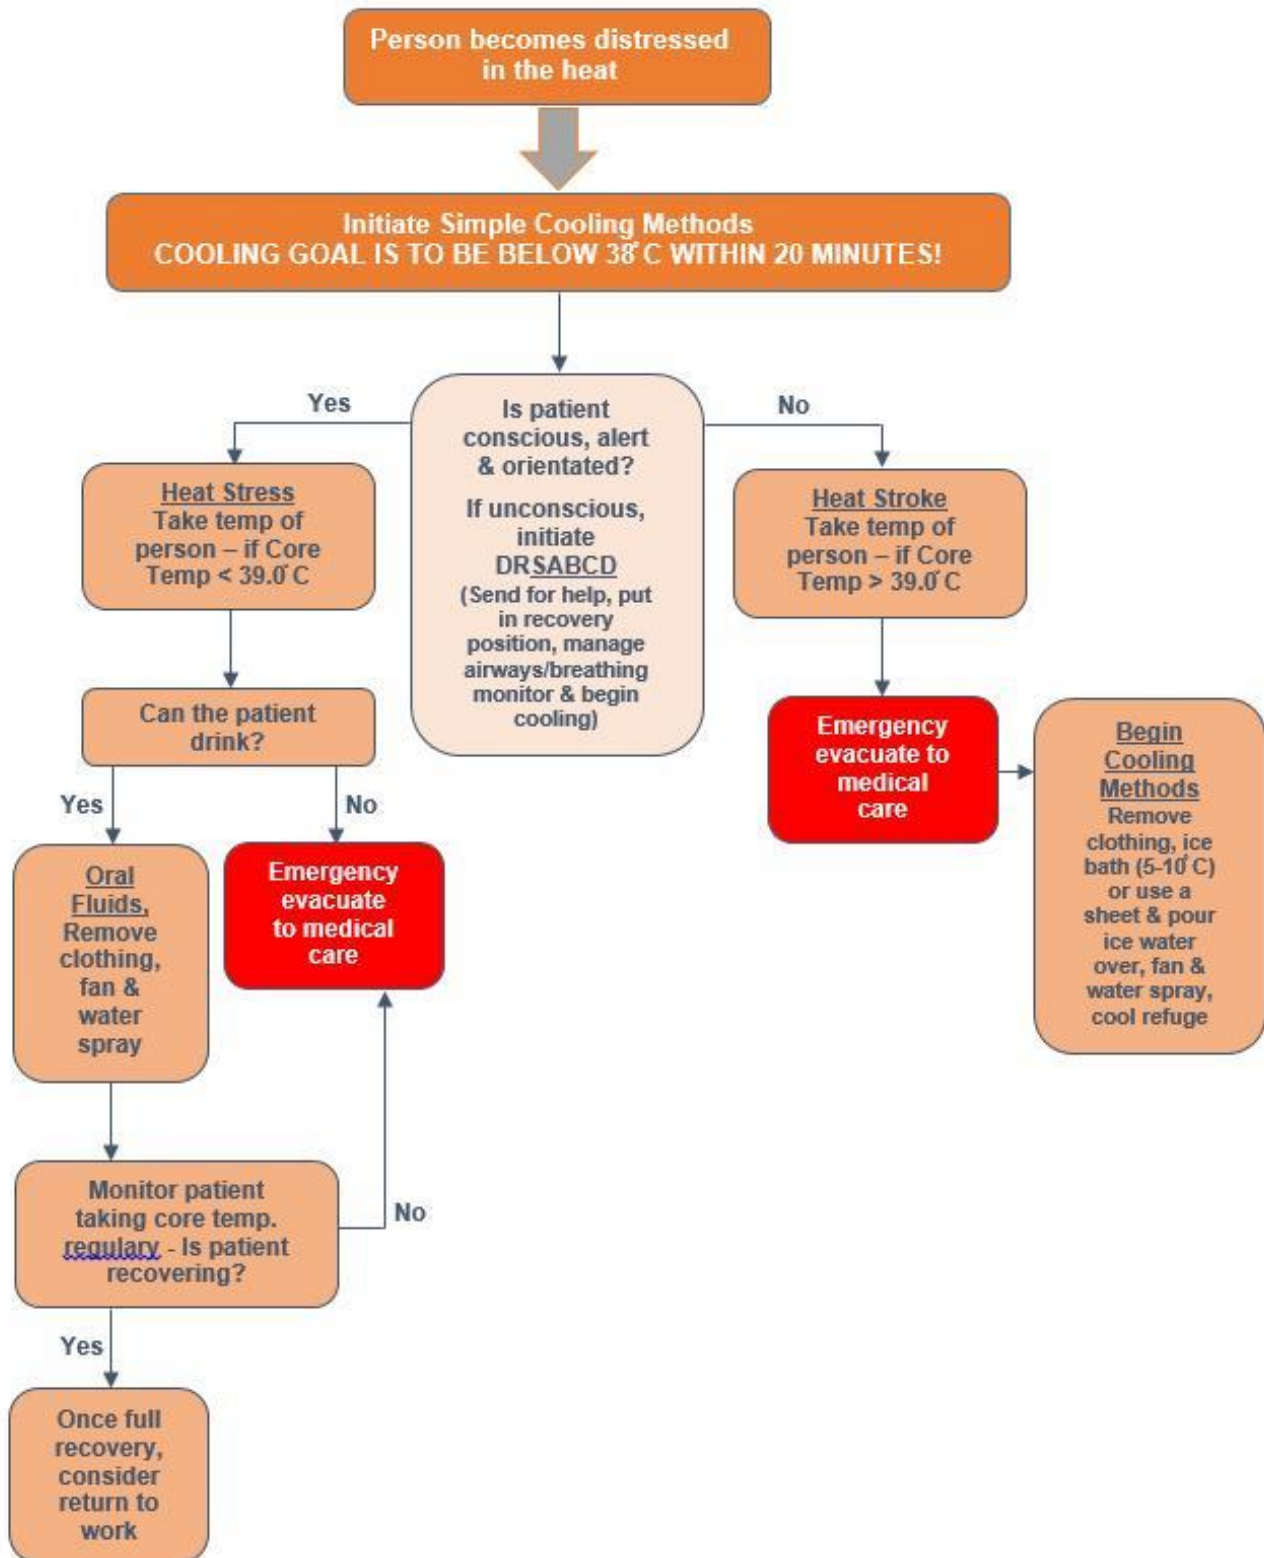 Person becomes distressed
in the heat
Initiate Simple Cooling Methods
COOLING GOAL IS TO BE BELOW 38°C WITHIN 20 MINUTES!
Is patient
conscious, alert
& orientated?
If unconscious,
initiate
DRSABCD
(Send for help, put
in recovery
position, manage
airways/breathing
monitor & begin
cooling)
Yes
No
Heat Stress
Take temp of
person – if Core
Temp < 39.0°C
Heat Stroke
Take temp of
person – if Core
Temp > 39.0°C
Can the patient
drink?
Emergency
evacuate to
medical
care
Begin
Cooling
Methods
Remove
clothing, ice
bath (5-10°C)
or use a
sheet & pour
ice water
over, fan &
water spray,
cool refuge
Yes
No
Oral
Fluids,
Remove
clothing,
fan &
water
spray
Emergency
evacuate
to medical
care
Monitor patient
taking core temp.
regulary - Is patient
recovering?
No
Yes
Once full
recovery,
consider
return to
work